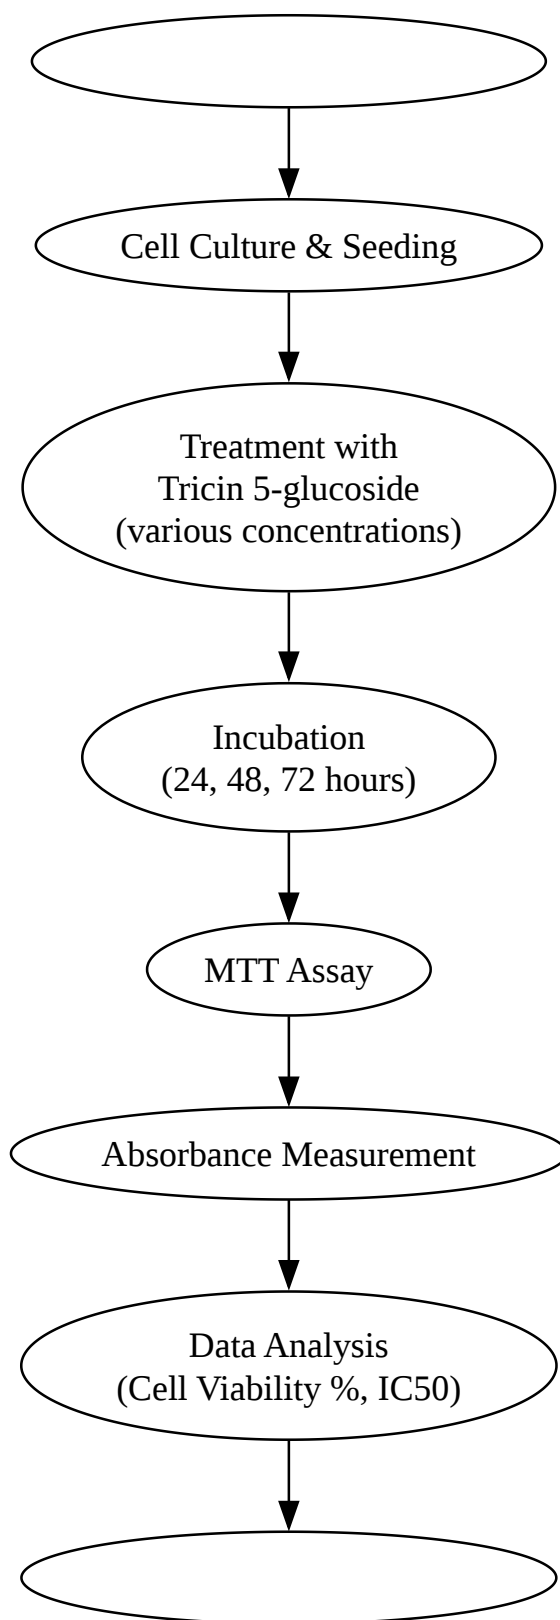 Cell Culture & Seeding
Treatment with
Tricin 5-glucoside
(various concentrations)
Incubation
(24, 48, 72 hours)
MTT Assay
Absorbance Measurement
Data Analysis
(Cell Viability %, IC50)